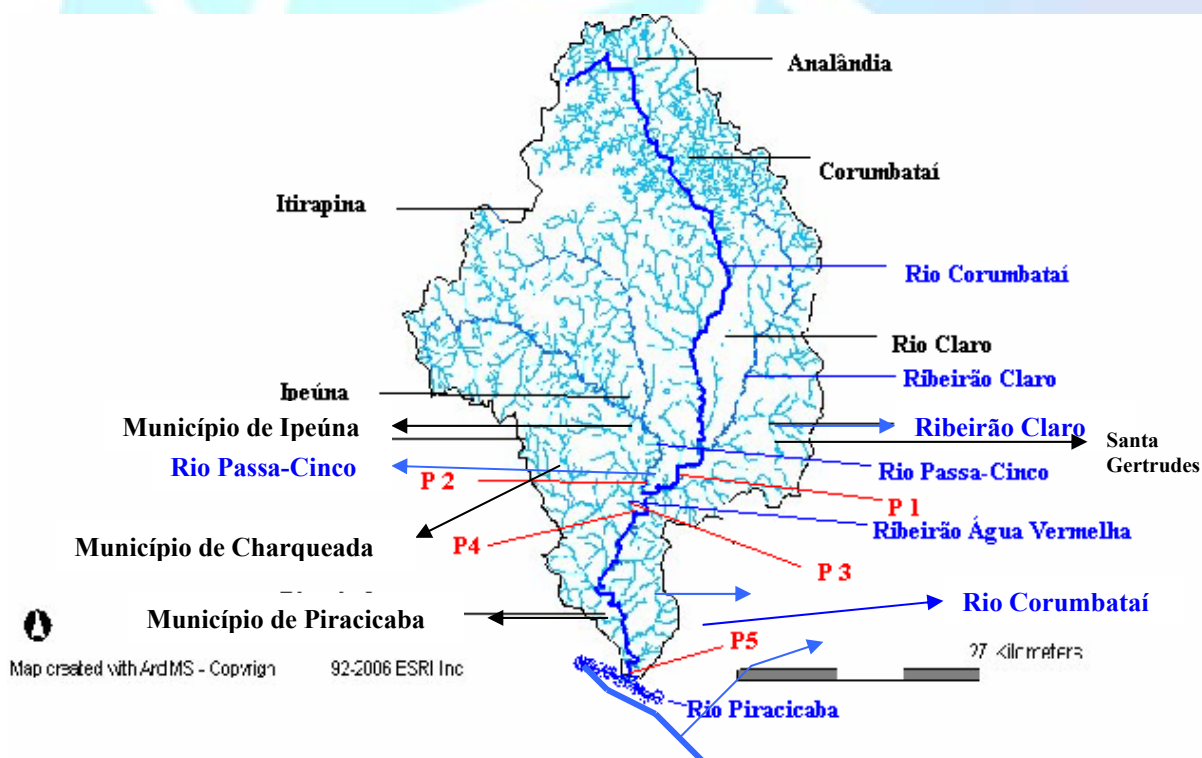 Analândia
Corumbataí
Itirapina
Rio Corumbataí
Rio Claro
Ribeirão Claro
Ipeúna
Município de Ipeúna
Ribeirão Claro
Santa
Gertrudes
Rio Passa-Cinco
Rio Passa-Cinco
P 2
P 1
Ribeirão Água Vermelha
Município de Charqueada
P4
P 3
Rio Corumbataí
Município de Piracicaba
P5
27 Kilometers
Map created with ArcIMS - Copyrigh 92-2006 ESRI Inc
Rio Piracicaba